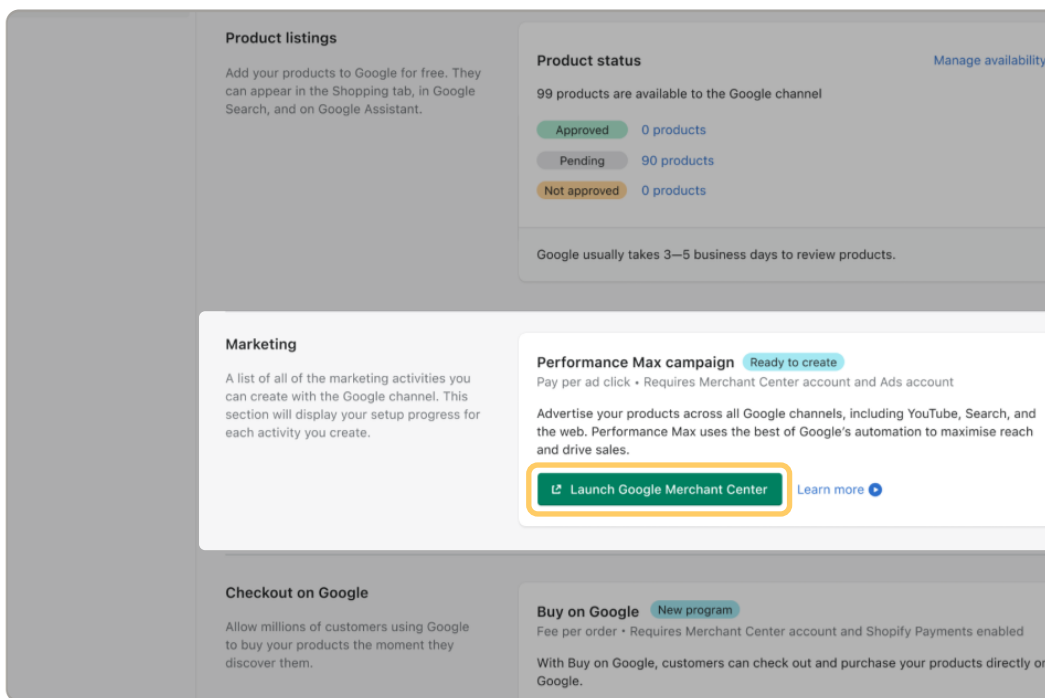 Product listings
Add your products to Google for free. They
can appear in the Shopping tab, in Google
Search, and on Google Assistant.
Product status
Manage availability
99 products are available to the Google channel
Approved 0 products
Pending 90 products
Not approved 0 products
Google usually takes 3—5 business days to review products.
Marketing
A list of all of the marketing activities you
can create with the Google channel. This
section will display your setup progress for
each activity you create.
Performance Max campaign Ready to create
Pay per ad click • Requires Merchant Center account and Ads account
Advertise your products across all Google channels, including YouTube, Search, and
the web. Performance Max uses the best of Google's automation to maximise reach
and drive sales.
Launch Google Merchant Center Learn more
Checkout on Google
Allow millions of customers using Google
to buy your products the moment they
discover them.
Buy on Google New program
Fee per order • Requires Merchant Center account and Shopify Payments enabled
With Buy on Google, customers can check out and purchase your products directly on
Google.